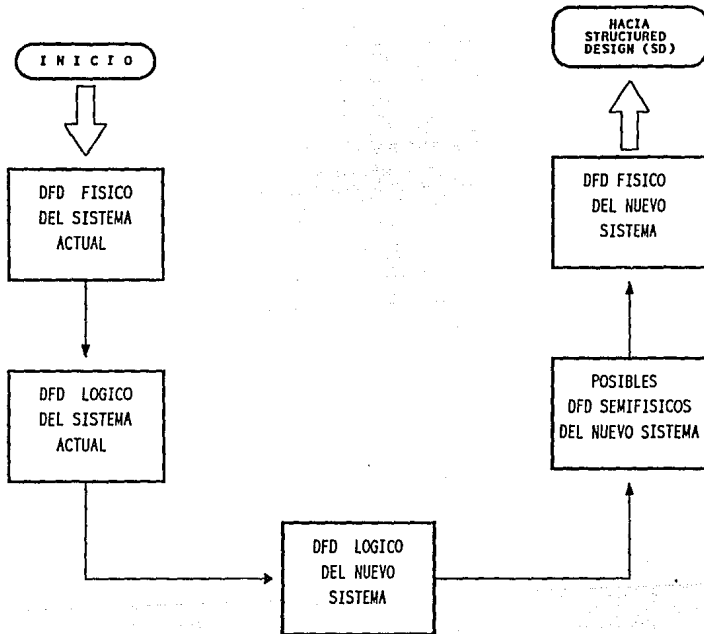 INICIO
DFD FISICO
DEL SISTEMA
ACTUAL
DFD LOGICO
DEL SISTEMA
ACTUAL
DFD LOGICO
DEL NUEVO
SISTEMA
POSIBLES
DFD SEMIFISICOS
DEL NUEVO SISTEMA
DFD FISICO
DEL NUEVO
SISTEMA
HACIA
STRUCTURED
DESIGN (SD)